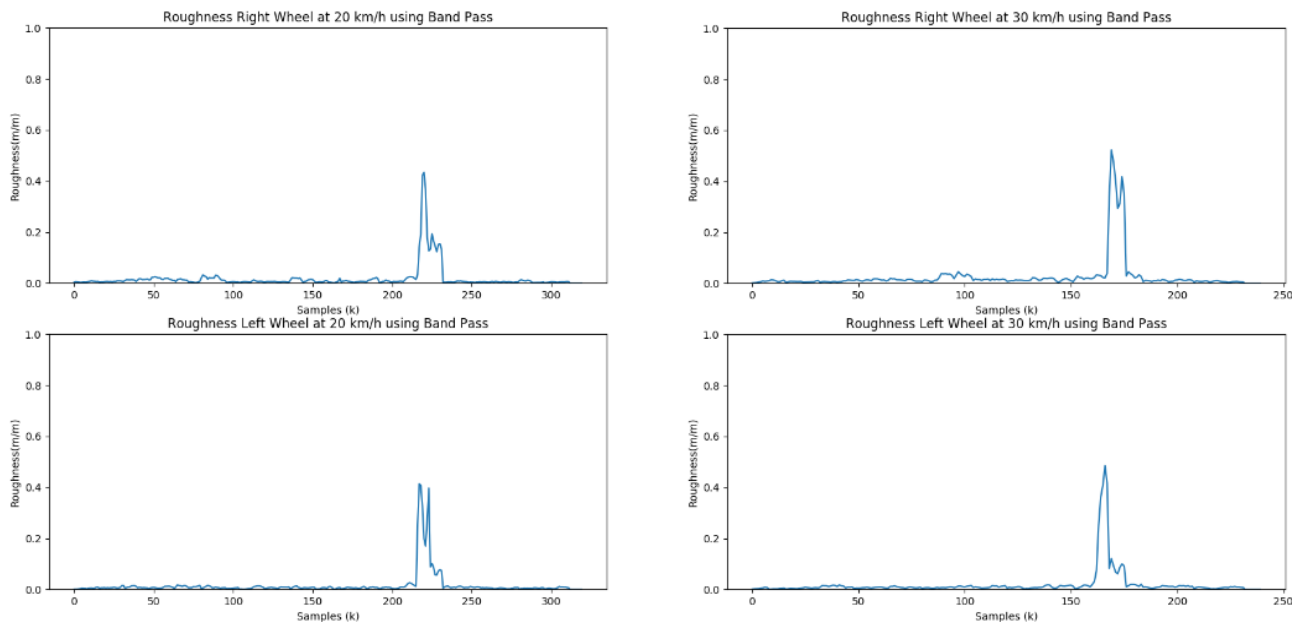 Roughness Right Wheel at 20 km/h using Band Pass
1.0
0.8
0.6
0.4
0.2
0.0
Roughness(m/m)
0 50 100 150 200 250 300
Samples (k)
Roughness Right Wheel at 30 km/h using Band Pass
1.0
0.8
0.6
0.4
0.2
0.0
Roughness(m/m)
0 50 100 150 200 250
Samples (k)
Roughness Left Wheel at 20 km/h using Band Pass
1.0
0.8
0.6
0.4
0.2
0.0
Roughness(m/m)
0 50 100 150 200 250 300
Samples (k)
Roughness Left Wheel at 30 km/h using Band Pass
1.0
0.8
0.6
0.4
0.2
0.0
Roughness(m/m)
0 50 100 150 200 250
Samples (k)